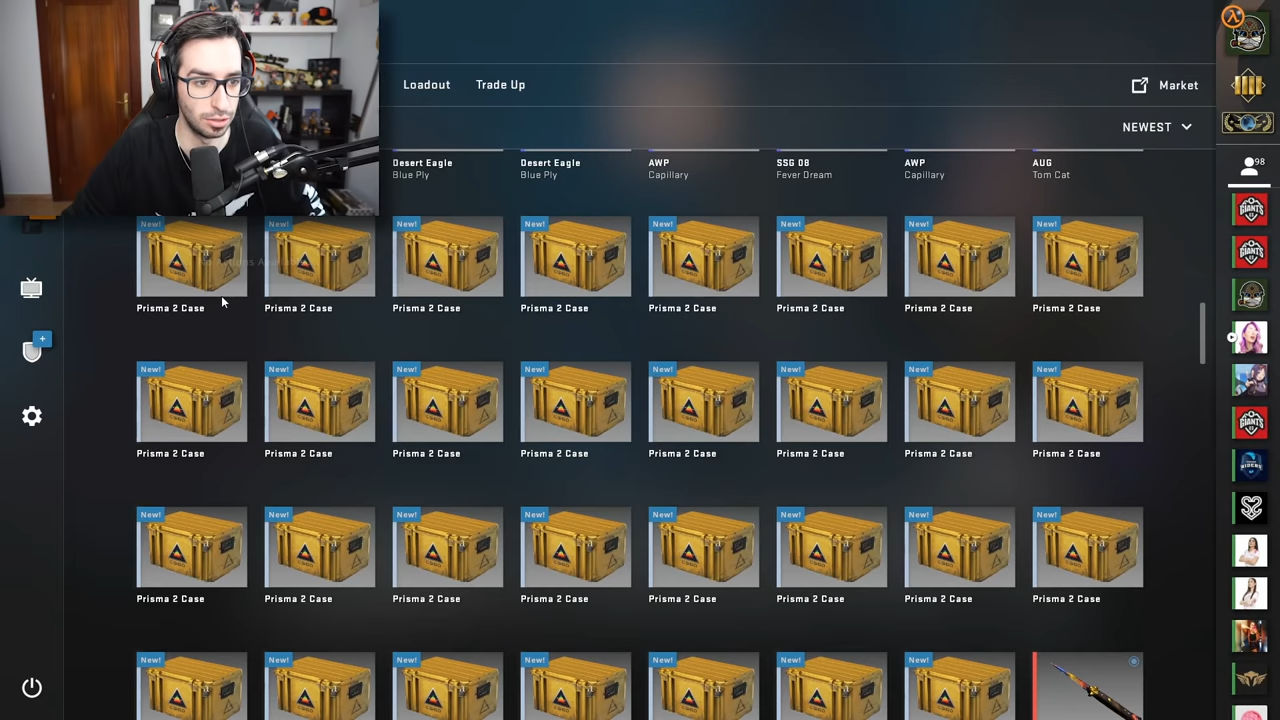 Loadout
Trade Up
Market
NEWEST
Desert Eagle
Blue Ply
Desert Eagle
Blue Ply
AWP
Capillary
SSG 08
Fever Dream
AWP
Capillary
AUG
Tom Cat
98
New!
New!
New!
New!
New!
New!
New!
New!
Prisma 2 Case
Prisma 2 Case
Prisma 2 Case
Prisma 2 Case
Prisma 2 Case
Prisma 2 Case
Prisma 2 Case
Prisma 2 Case
New!
New!
New!
New!
New!
New!
New!
New!
Prisma 2 Case
Prisma 2 Case
Prisma 2 Case
Prisma 2 Case
Prisma 2 Case
Prisma 2 Case
Prisma 2 Case
Prisma 2 Case
New!
New!
New!
New!
New!
New!
New!
New!
Prisma 2 Case
Prisma 2 Case
Prisma 2 Case
Prisma 2 Case
Prisma 2 Case
Prisma 2 Case
Prisma 2 Case
Prisma 2 Case
New!
New!
New!
New!
New!
New!
New!